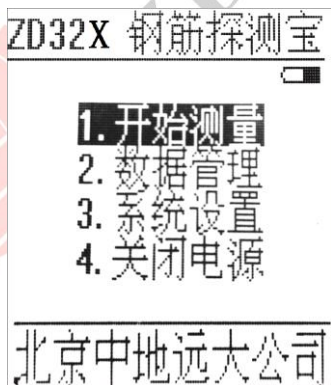 ZD32X 钢筋探测宝
1. 开始测量
2. 数据管理
3. 系统设置
4. 关闭电源
北京中地远大公司